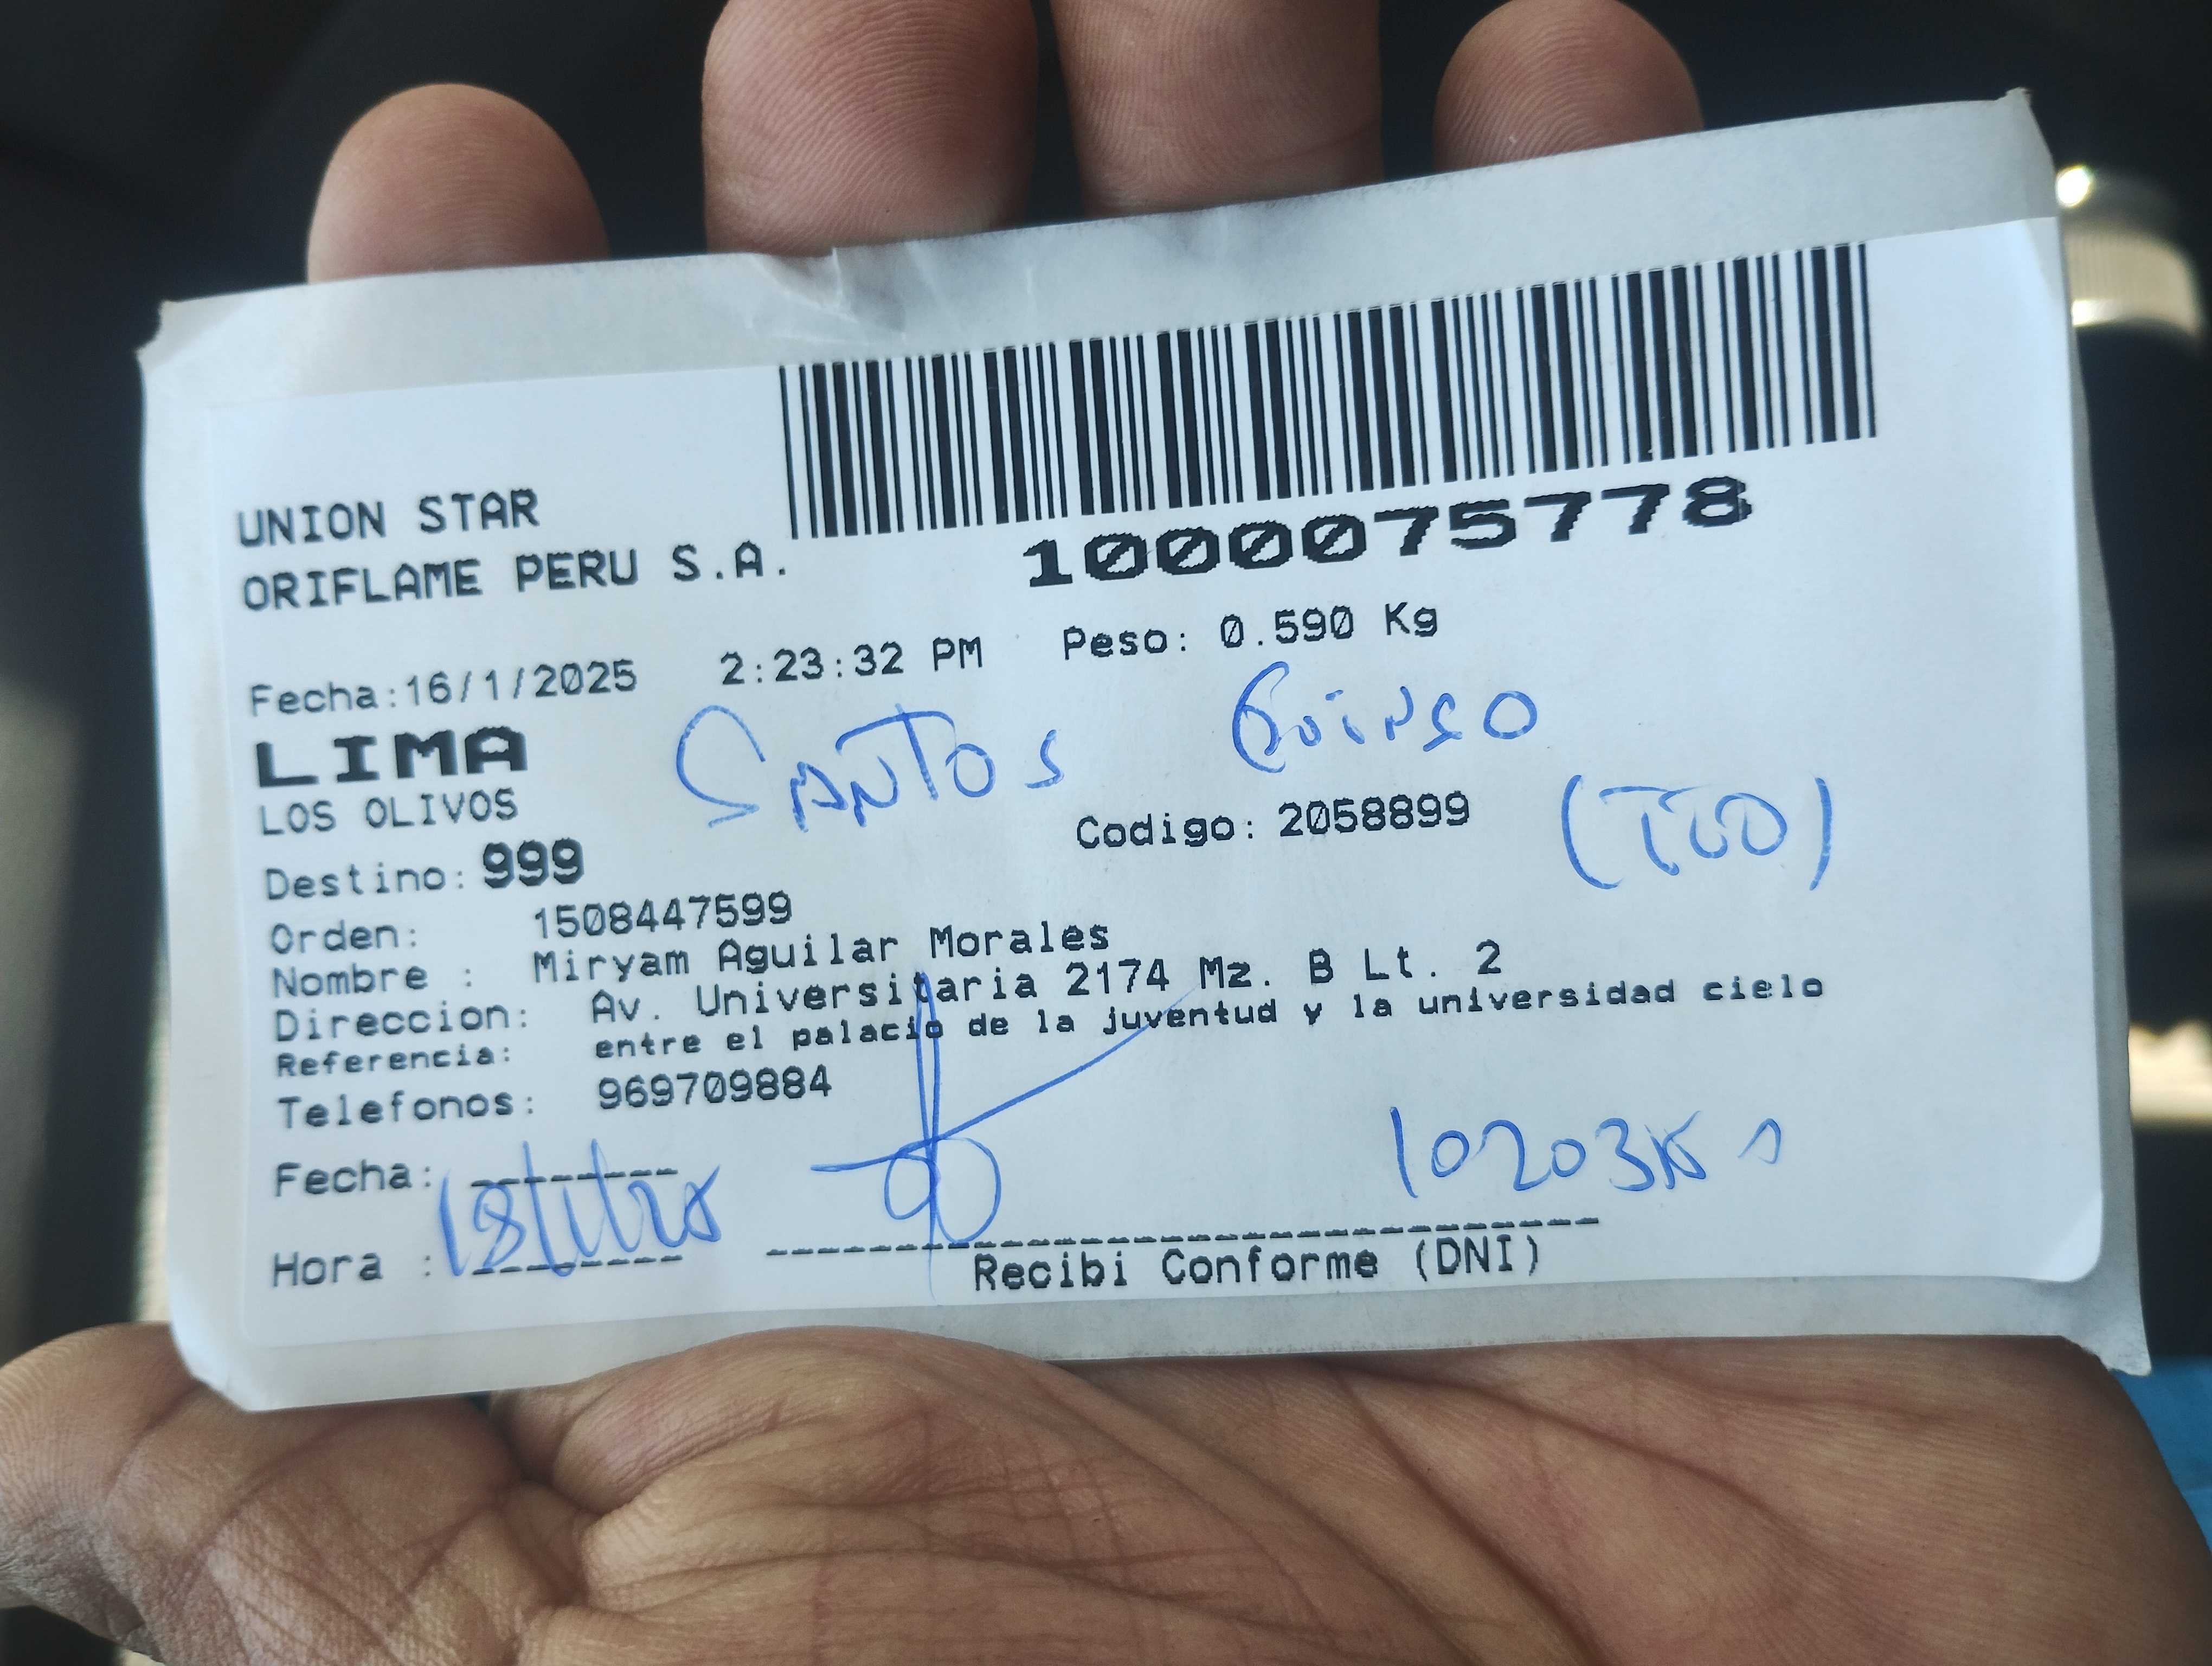 UNION STAR
ORIFLAME PERU S.A.
1000075778
Fecha:16/1/2025 2:23:32 PM Peso: 0.590 Kg
LIMA
SANTOS
LOS OLIVOS
Codigo: 2058899
Destino: 999
Orden: 1508447599
Nombre : Miryam Aguilar Morales
Direccion: Av. Universitaria 2174 Mz. B Lt. 2
Referencia: entre el palacio de la juventud y la universidad cielo
Telefonos: 969709884
Fecha:
Hora :
Recibi Conforme (DNI)